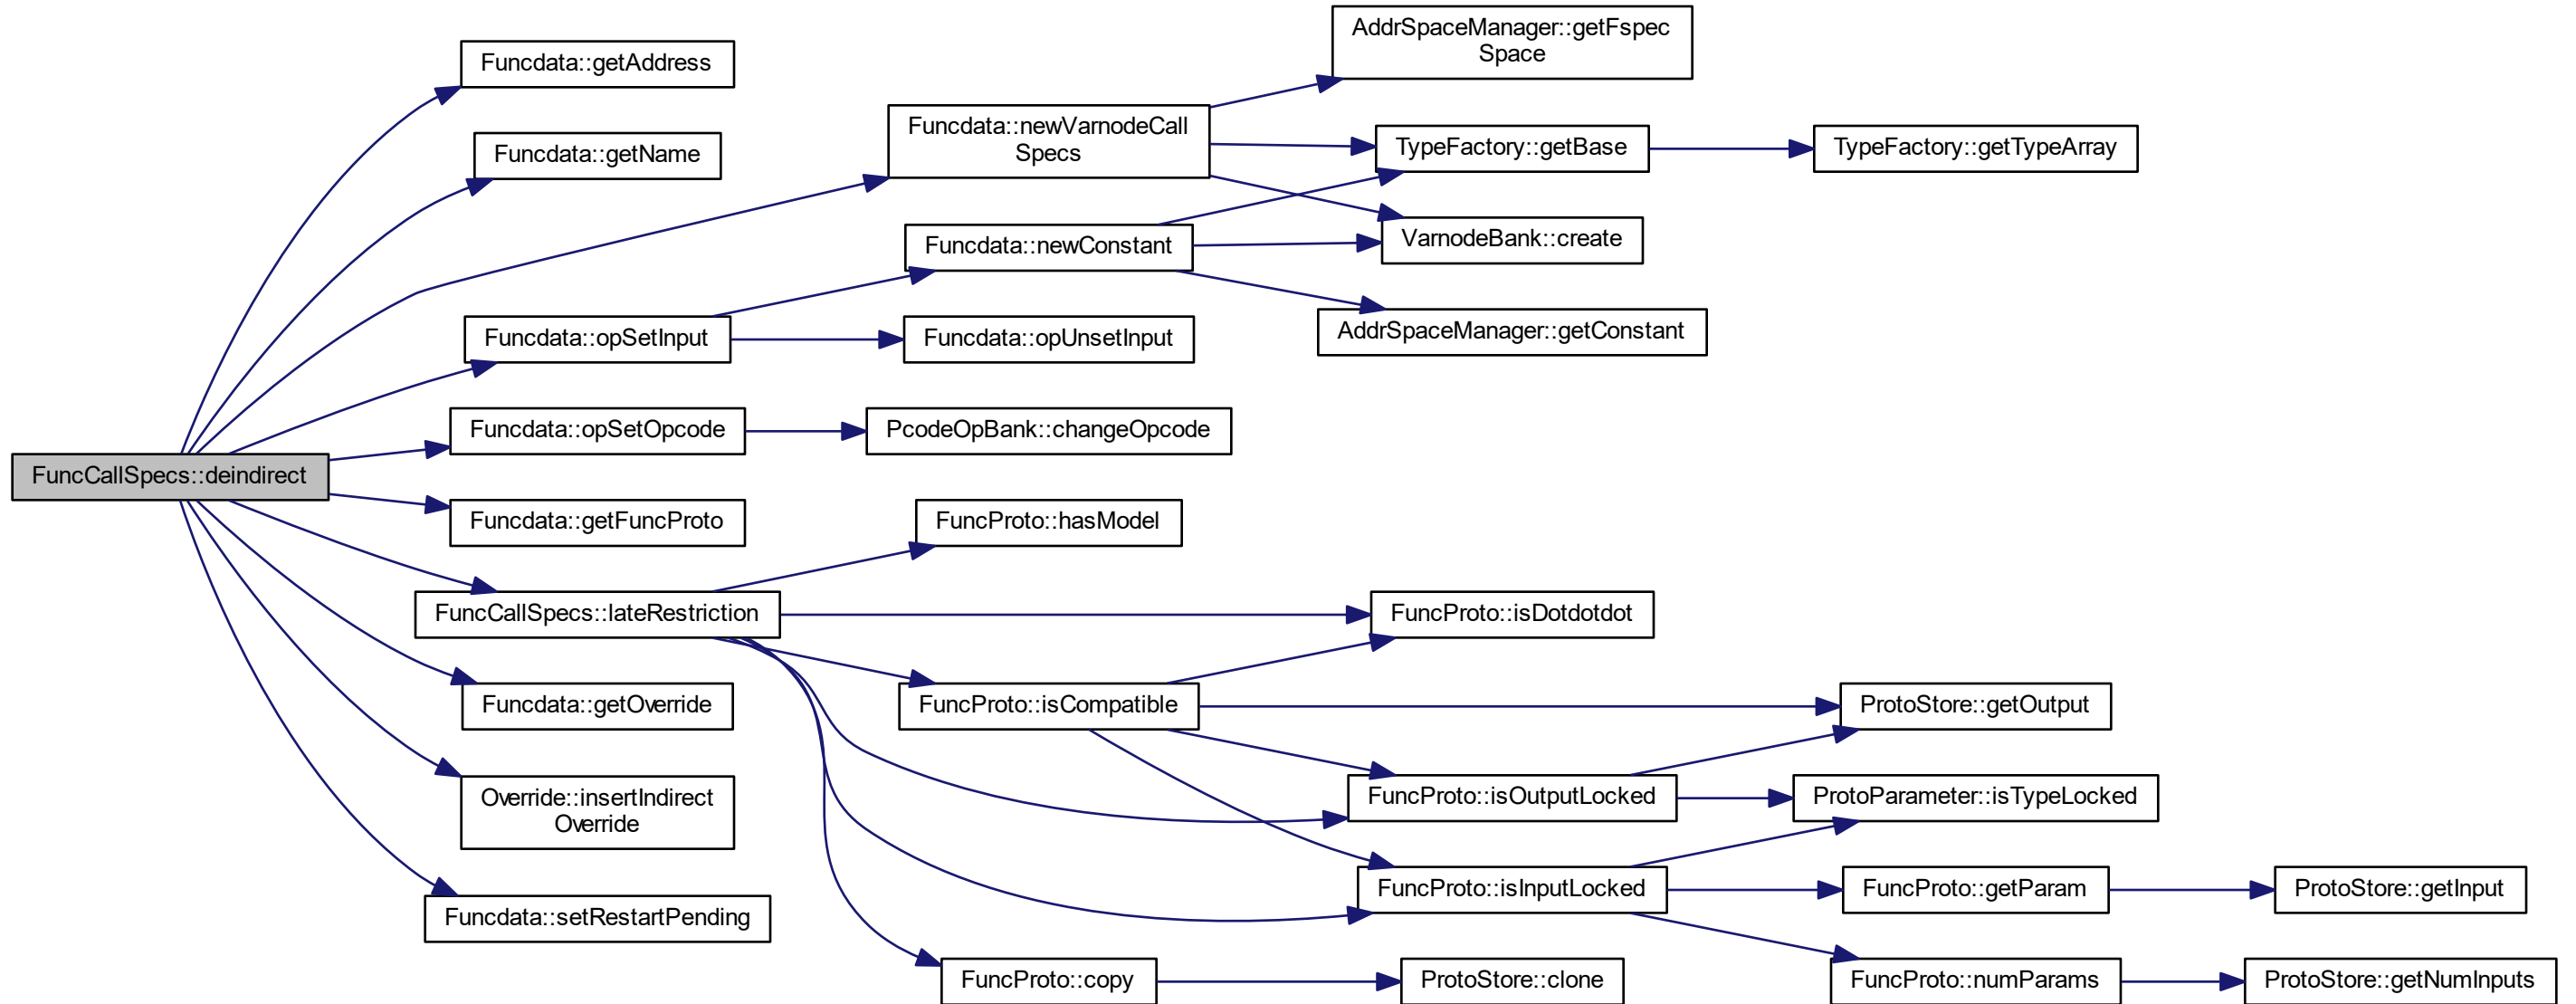 AddrSpaceManager::getFspec
Space
Funcdata::getAddress
Funcdata::newVarnodeCall
Specs
TypeFactory::getBase
TypeFactory::getTypeArray
Funcdata::getName
Funcdata::newConstant
VarnodeBank::create
Funcdata::opSetInput
Funcdata::opUnsetInput
AddrSpaceManager::getConstant
Funcdata::opSetOpcode
PcodeOpBank::changeOpcode
FuncCallSpecs::deindirect
Funcdata::getFuncProto
FuncProto::hasModel
FuncCallSpecs::lateRestriction
FuncProto::isDotdotdot
Funcdata::getOverride
FuncProto::isCompatible
ProtoStore::getOutput
Override::insertIndirect
Override
FuncProto::isOutputLocked
ProtoParameter::isTypeLocked
FuncProto::isInputLocked
FuncProto::getParam
ProtoStore::getInput
Funcdata::setRestartPending
FuncProto::copy
ProtoStore::clone
FuncProto::numParams
ProtoStore::getNumInputs